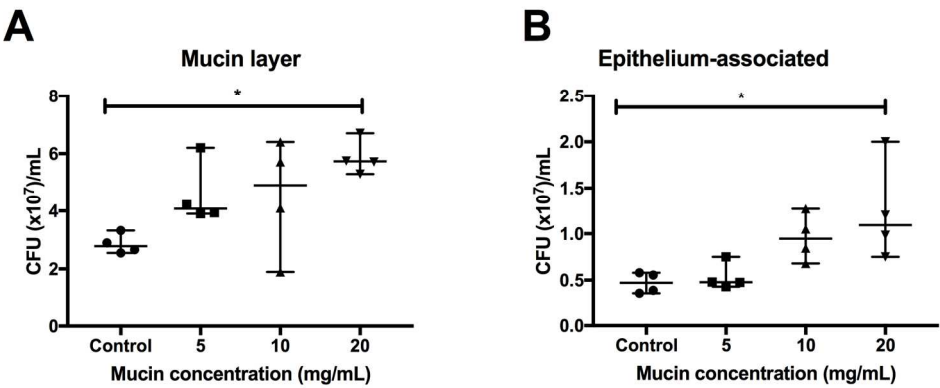 A
Mucin layer
*
8
6
4
2
0
CFU (x10⁷)/mL
Control 5 10 20
Mucin concentration (mg/mL)
B
Epithelium-associated
*
2.5
2.0
1.5
1.0
0.5
0.0
CFU (x10⁷)/mL
Control 5 10 20
Mucin concentration (mg/mL)